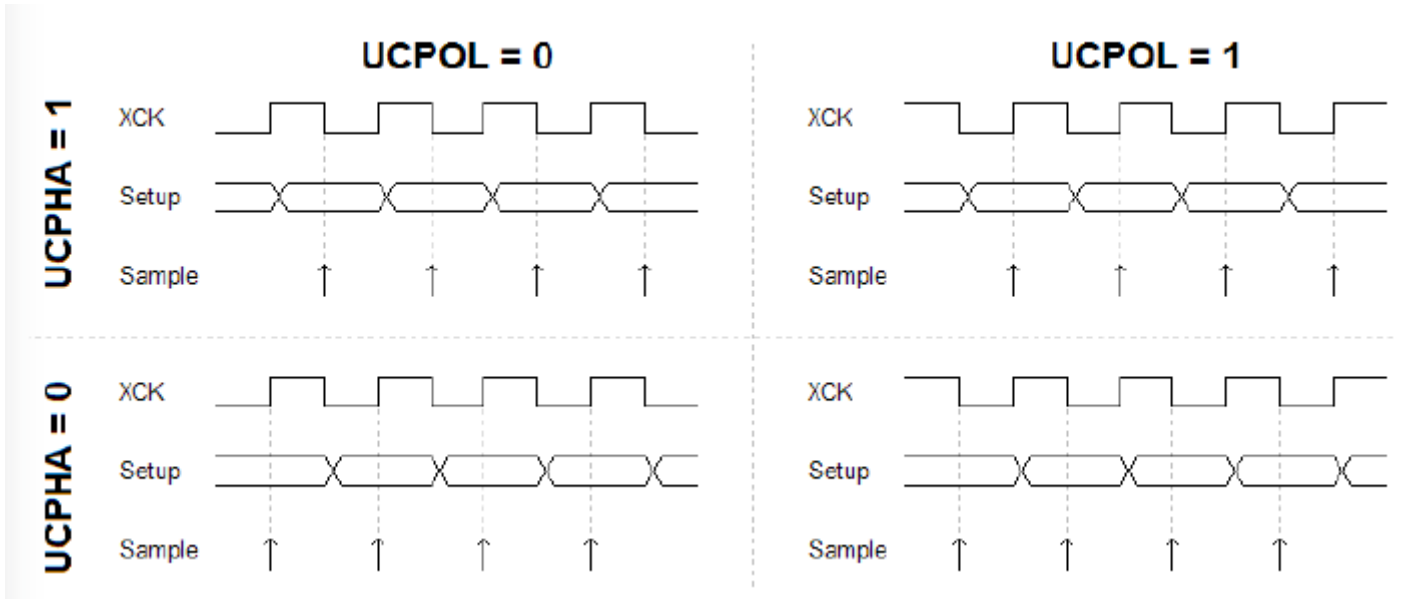 UCPOL = 0
UCPOL = 1
UCPHA = 1
XCK
Setup
Sample
XCK
Setup
Sample
UCPHA = 0
XCK
Setup
Sample
XCK
Setup
Sample